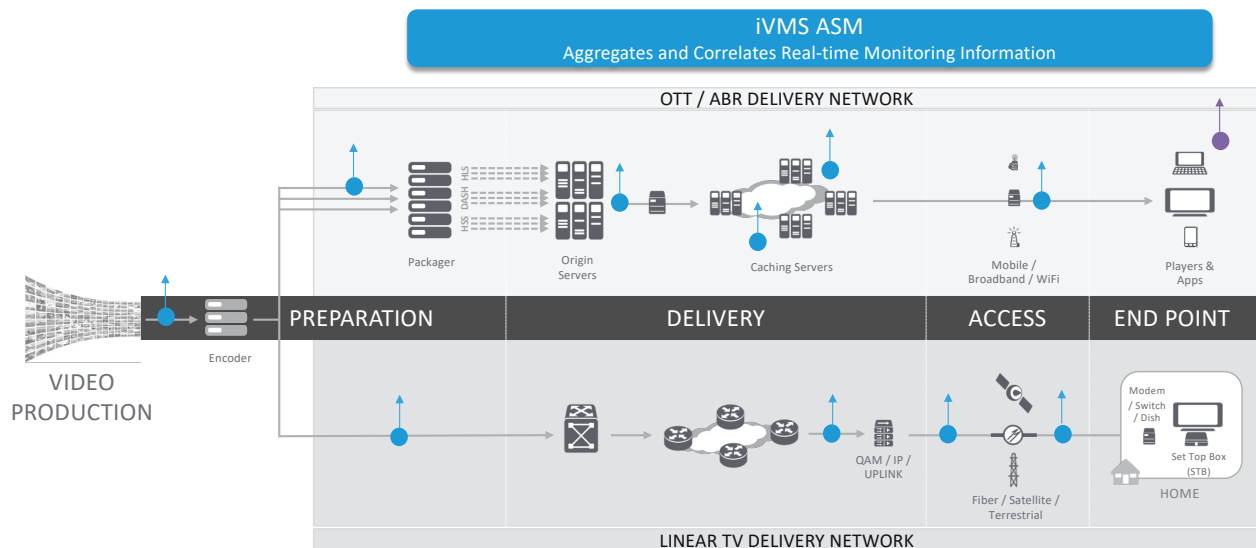 iVMS ASM
Aggregates and Correlates Real-time Monitoring Information
OTT / ABR DELIVERY NETWORK
HLS
DASH
HSS
Packager
Origin
Servers
Caching Servers
Mobile /
Broadband / WiFi
Players &
Apps
PREPARATION
DELIVERY
ACCESS
END POINT
Encoder
VIDEO
PRODUCTION
QAM / IP /
UPLINK
Fiber / Satellite /
Terrestrial
Modem
/ Switch
/ Dish
Set Top Box
(STB)
HOME
LINEAR TV DELIVERY NETWORK